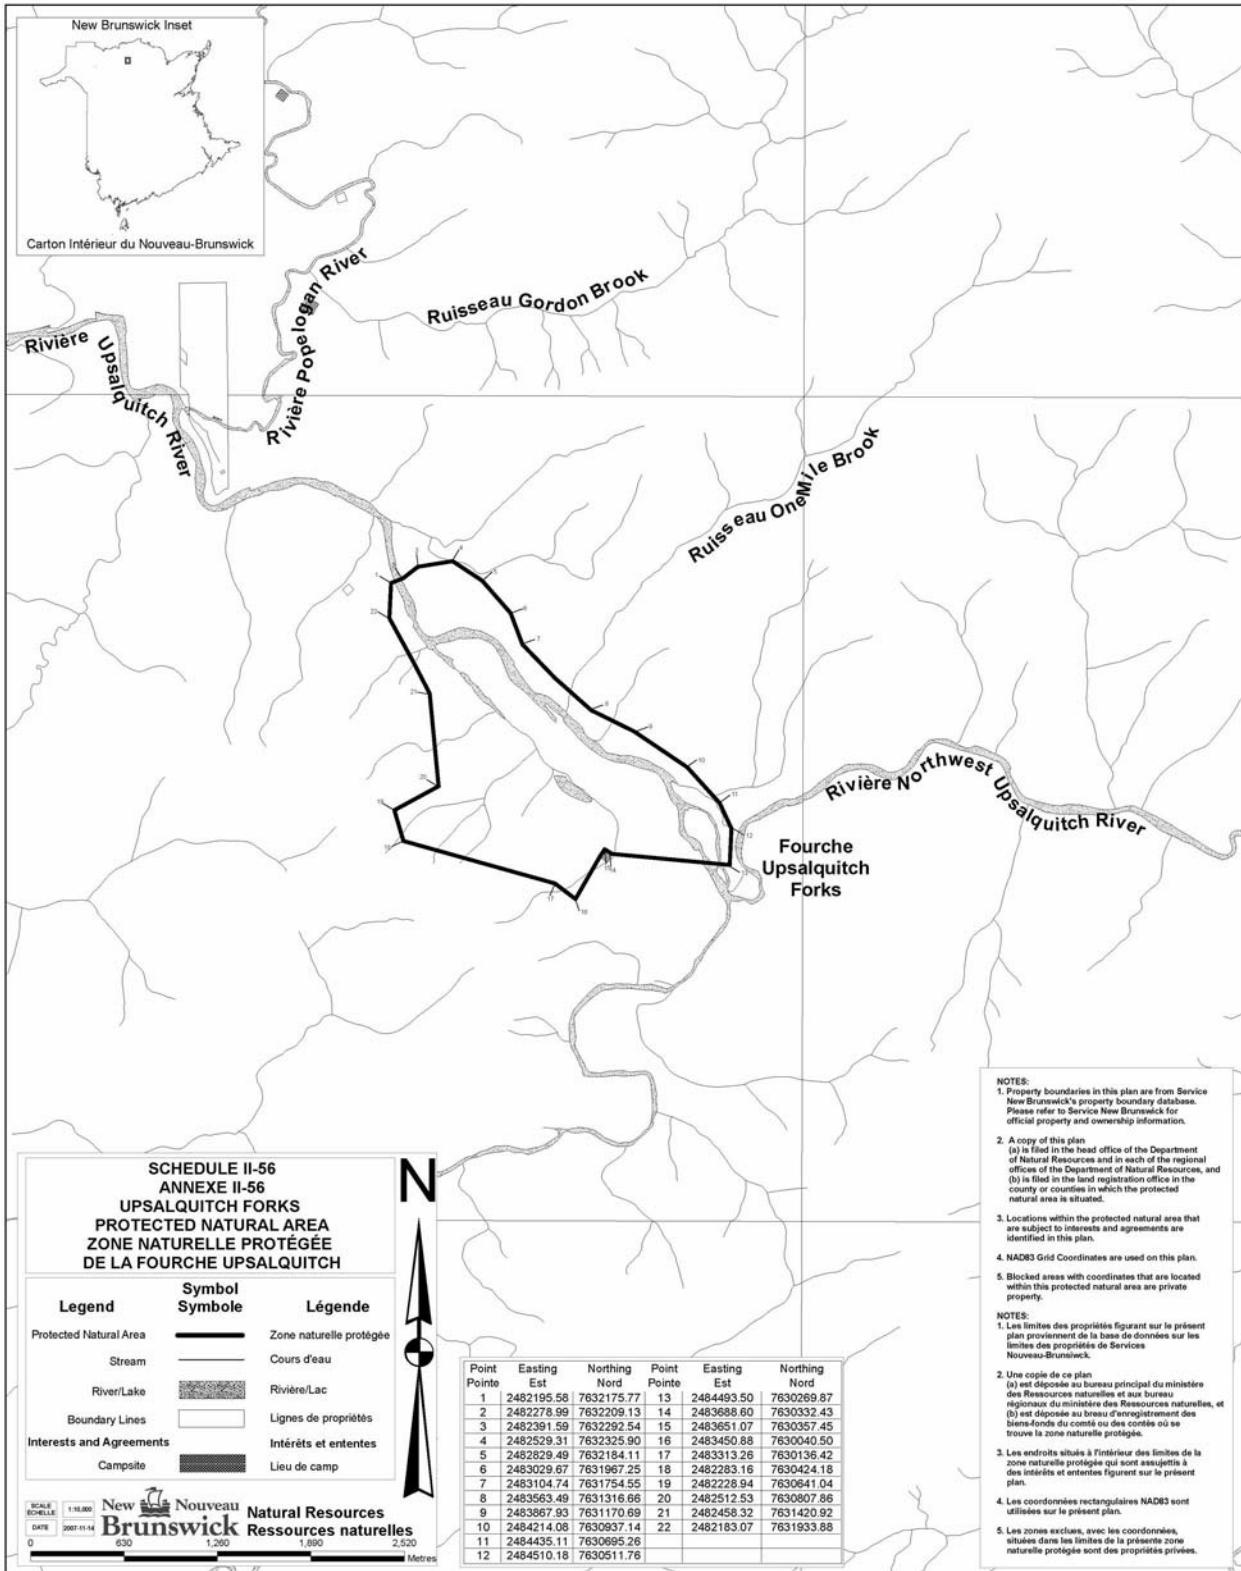 New Brunswick Inset
Carton Intérieur du Nouveau-Brunswick
Rivière Popelogan River
Ruisseau Gordon Brook
Rivière Upsalquitch River
Ruisseau One Mile Brook
Rivière Northwest Upsalquitch River
Fourche
Upsalquitch
Forks
1
4
5
6
7
8
9
10
11
12
16
17
18
19
20
21
22
SCHEDULE II-56
ANNEXE II-56
UPSALQUITCH FORKS
PROTECTED NATURAL AREA
ZONE NATURELLE PROTÉGÉE
DE LA FOURCHE UPSALQUITCH
N
Legend Symbol Légende
Symbole
Protected Natural Area Zone naturelle protégée
Stream Cours d'eau
River/Lake Rivière/Lac
Boundary Lines Lignes de propriétés
Interests and Agreements Intérêts et ententes
Campsite Lieu de camp
SCALE
ÉCHELLE 1:18,000
DATE 2007-11-14
New Nouveau
Brunswick
Natural Resources
Ressources naturelles
0 630 1,260 1,890 2,520
Metres
Point Easting Northing Point Easting Northing
Pointe Est Nord Pointe Est Nord
1 2482195.58 7632175.77 13 2484493.50 7630269.87
2 2482278.99 7632209.13 14 2483688.60 7630332.43
3 2482391.59 7632292.54 15 2483651.07 7630357.45
4 2482529.31 7632325.90 16 2483450.88 7630040.50
5 2482829.49 7632184.11 17 2483313.26 7630136.42
6 2483029.67 7631967.25 18 2482283.16 7630424.18
7 2483104.74 7631754.55 19 2482228.94 7630641.04
8 2483563.49 7631316.66 20 2482512.53 7630807.86
9 2483867.93 7631170.69 21 2482458.32 7631420.92
10 2484214.08 7630937.14 22 2482183.07 7631933.88
11 2484435.11 7630695.26
12 2484510.18 7630511.76
NOTES:
1. Property boundaries in this plan are from Service
New Brunswick's property boundary database.
Please refer to Service New Brunswick for
official property and ownership information.
2. A copy of this plan
(a) is filed in the head office of the Department
of Natural Resources and in each of the regional
offices of the Department of Natural Resources, and
(b) is filed in the land registration office in the
county or counties in which the protected
natural area is situated.
3. Locations within the protected natural area that
are subject to interests and agreements are
identified in this plan.
4. NAD83 Grid Coordinates are used on this plan.
5. Blocked areas with coordinates that are located
within this protected natural area are private
property.
NOTES:
1. Les limites des propriétés figurant sur le présent
plan proviennent de la base de données sur les
limites des propriétés de Services
Nouveau-Brunsiwck.
2. Une copie de ce plan
(a) est déposée au bureau principal du ministère
des Ressources naturelles et aux bureau
régionaux du ministère des Ressources naturelles, et
(b) est déposée au breau d'enregistrement des
biens-fonds du comté ou des contés où se
trouve la zone naturelle protégée.
3. Les endroits situés à l'intérieur des limites de la
zone naturelle protégée qui sont assujettis à
des intérêts et ententes figurent sur le présent
plan.
4. Les coordonnées rectangulaires NAD83 sont
utilisées sur le présent plan.
5. Les zones exclues, avec les coordonnées,
situées dans les limites de la présente zone
naturelle protégée sont des propriétés privées.